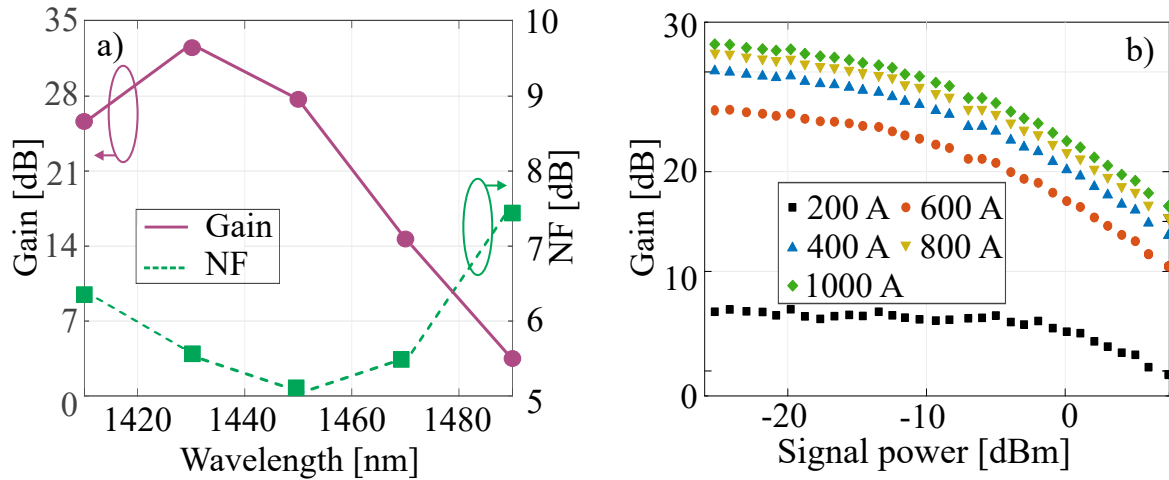 a)
35
28
21
14
7
0
Gain [dB]
10
9
8
7
6
5
NF [dB]
Gain
NF
1420 1440 1460 1480
Wavelength [nm]
b)
30
20
10
0
Gain [dB]
200 A 600 A
400 A 800 A
1000 A
-20 -10 0
Signal power [dBm]